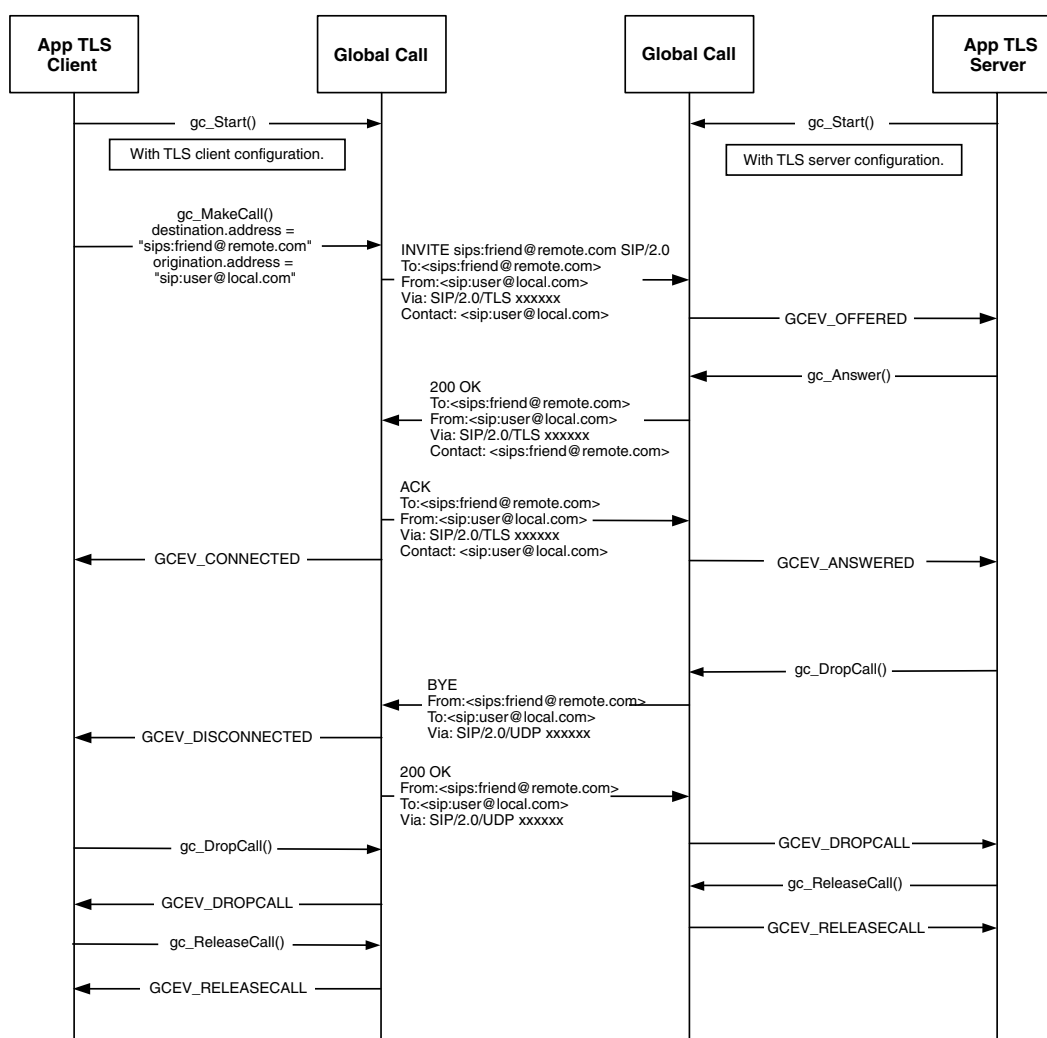 App TLS
Client
Global Call
Global Call
App TLS
Server
gc_Start()
gc_Start()
With TLS client configuration.
With TLS server configuration.
gc_MakeCall()
destination.address =
"sips:friend@remote.com"
origination.address =
"sip:user@local.com"
INVITE sips:friend@remote.com SIP/2.0
To:<sips:friend@remote.com>
From:<sip:user@local.com>
Via: SIP/2.0/TLS xxxxxx
Contact: <sip:user@local.com>
GCEV_OFFERED
gc_Answer()
200 OK
To:<sips:friend@remote.com>
From:<sip:user@local.com>
Via: SIP/2.0/TLS xxxxxx
Contact: <sips:friend@remote.com>
ACK
To:<sips:friend@remote.com>
From:<sip:user@local.com>
Via: SIP/2.0/TLS xxxxxx
Contact: <sip:user@local.com>
GCEV_CONNECTED
GCEV_ANSWERED
gc_DropCall()
BYE
From:<sips:friend@remote.com>
To:<sip:user@local.com>
Via: SIP/2.0/UDP xxxxxx
GCEV_DISCONNECTED
200 OK
From:<sips:friend@remote.com>
To:<sip:user@local.com>
Via: SIP/2.0/UDP xxxxxx
gc_DropCall()
GCEV_DROPCALL
gc_ReleaseCall()
GCEV_DROPCALL
GCEV_RELEASECALL
gc_ReleaseCall()
GCEV_RELEASECALL